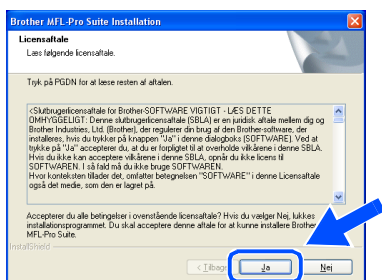 Brother MFL-Pro Suite Installation
Licensaftale
Læs følgende licensaftale.
Tryk på PGDN for at læse resten af aftalen.
<Slutbrugerlicensaftale for Brother-SOFTWARE VIGTIGT - LÆS DETTE
OMHYGGELIGT: Denne slutbrugerlicensaftale (SBLA) er en juridisk aftale mellem dig og
Brother Industries, Ltd. (Brother), der regulerer din brug af den Brother-software, der
installeres, hvis du trykker på knappen "Ja" i denne dialogboks (SOFTWARE). Ved at
trykke på "Ja" accepterer du, at du er forpligtet til at overholde vilkårene i denne SBLA.
Hvis du ikke kan acceptere vilkårene i denne SBLA, opnår du ikke licens til
SOFTWAREN. I så fald må du ikke bruge SOFTWAREN.
Hvor konteksten tillader det, omfatter betegnelsen "SOFTWARE" i denne Licensaftale
også det medie, som den er lagret på.
Accepterer du alle betingelser i ovenstående licensaftale? Hvis du vælger Nej, lukkes
installationsprogrammet. Du skal acceptere denne aftale for at kunne installere Brother
MFL-Pro Suite.
InstallShield
< Tilbage
Ja
Nej